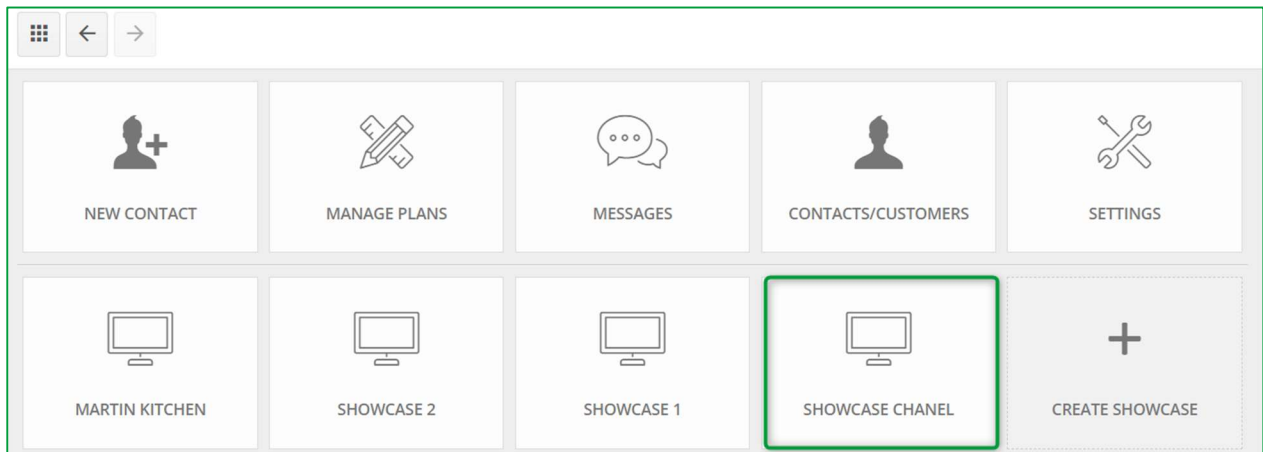 NEW CONTACT
MANAGE PLANS
MESSAGES
CONTACTS/CUSTOMERS
SETTINGS
MARTIN KITCHEN
SHOWCASE 2
SHOWCASE 1
SHOWCASE CHANEL
CREATE SHOWCASE